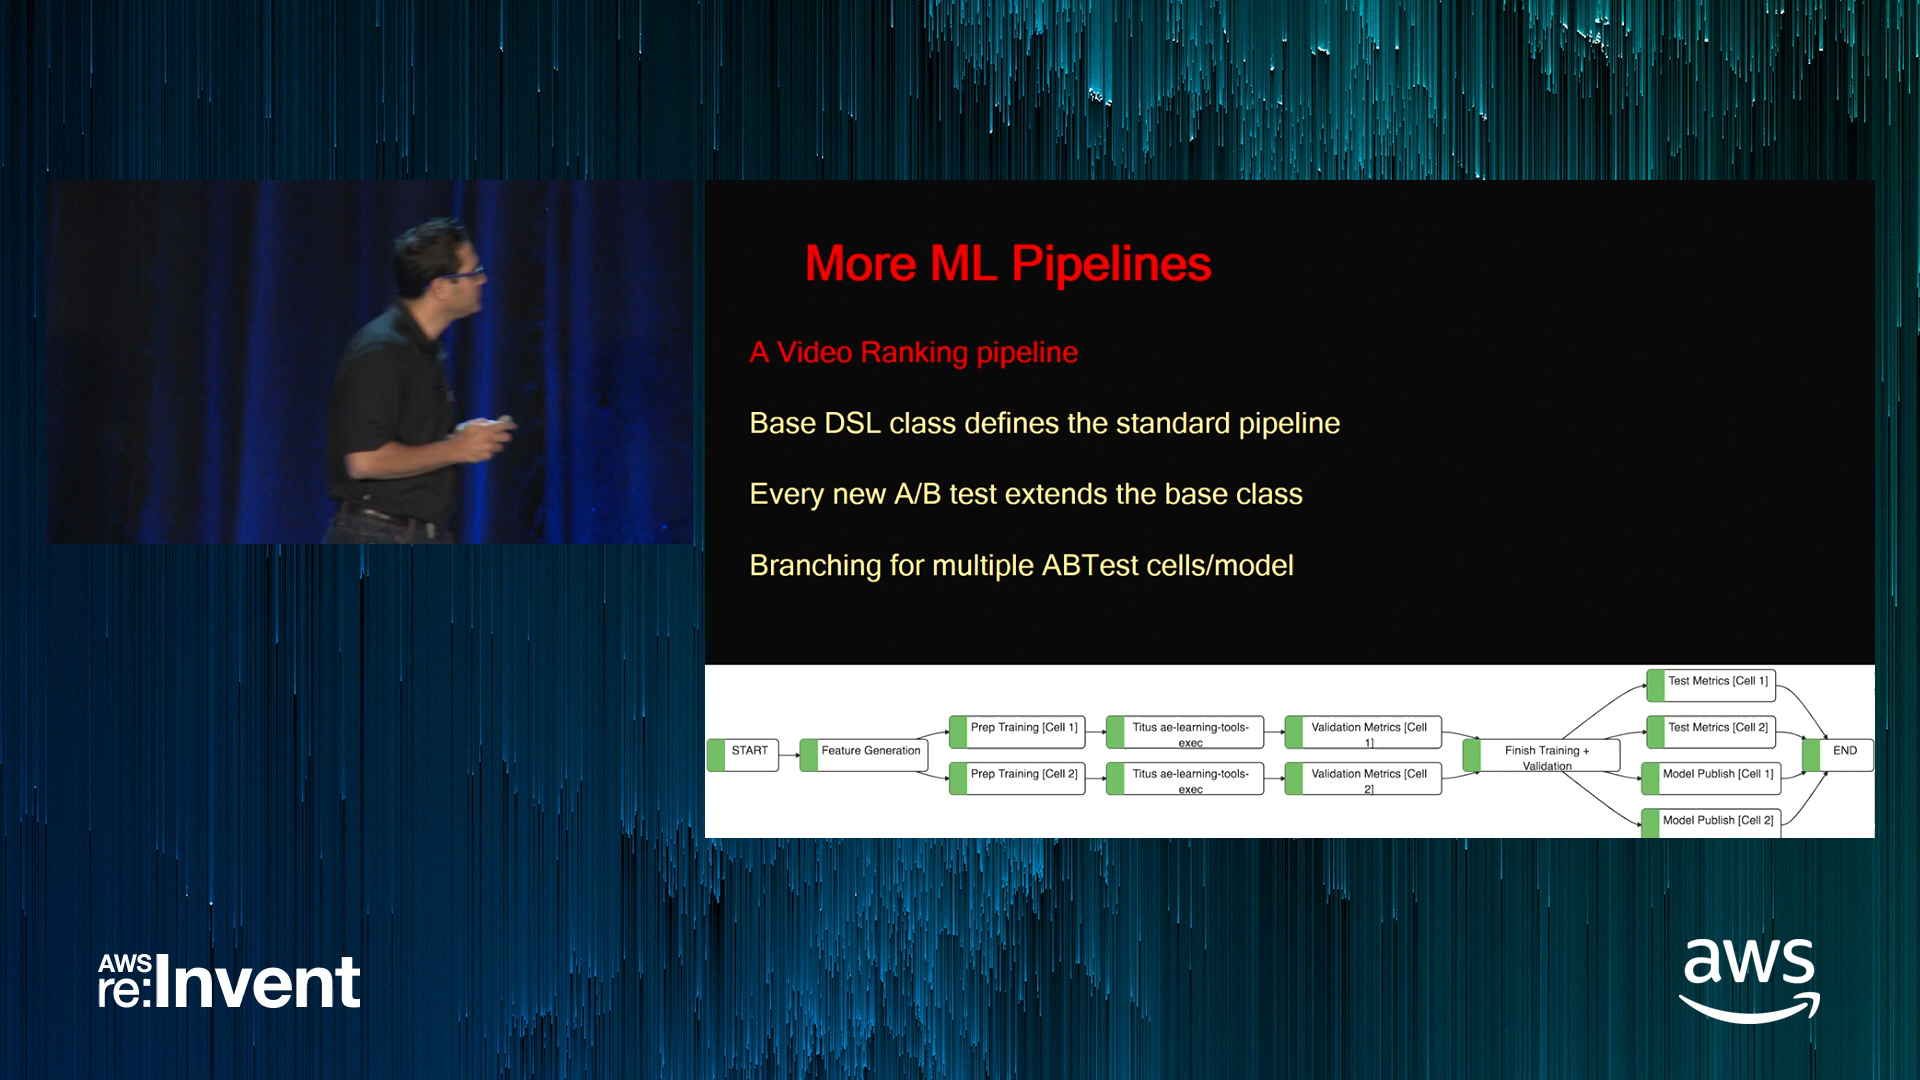 More ML Pipelines
A Video Ranking pipeline
Base DSL class defines the standard pipeline
Every new A/B test extends the base class
Branching for multiple ABTest cells/model
START
Feature Generation
Prep Training [Cell 1]
Titus ae-learning-tools-
exec
Validation Metrics [Cell
1]
Prep Training [Cell 2]
Titus ae-learning-tools-
exec
Validation Metrics [Cell
2]
Finish Training +
Validation
Test Metrics [Cell 1]
Test Metrics [Cell 2]
Model Publish [Cell 1]
Model Publish [Cell 2]
END
AWS
re:Invent
aws